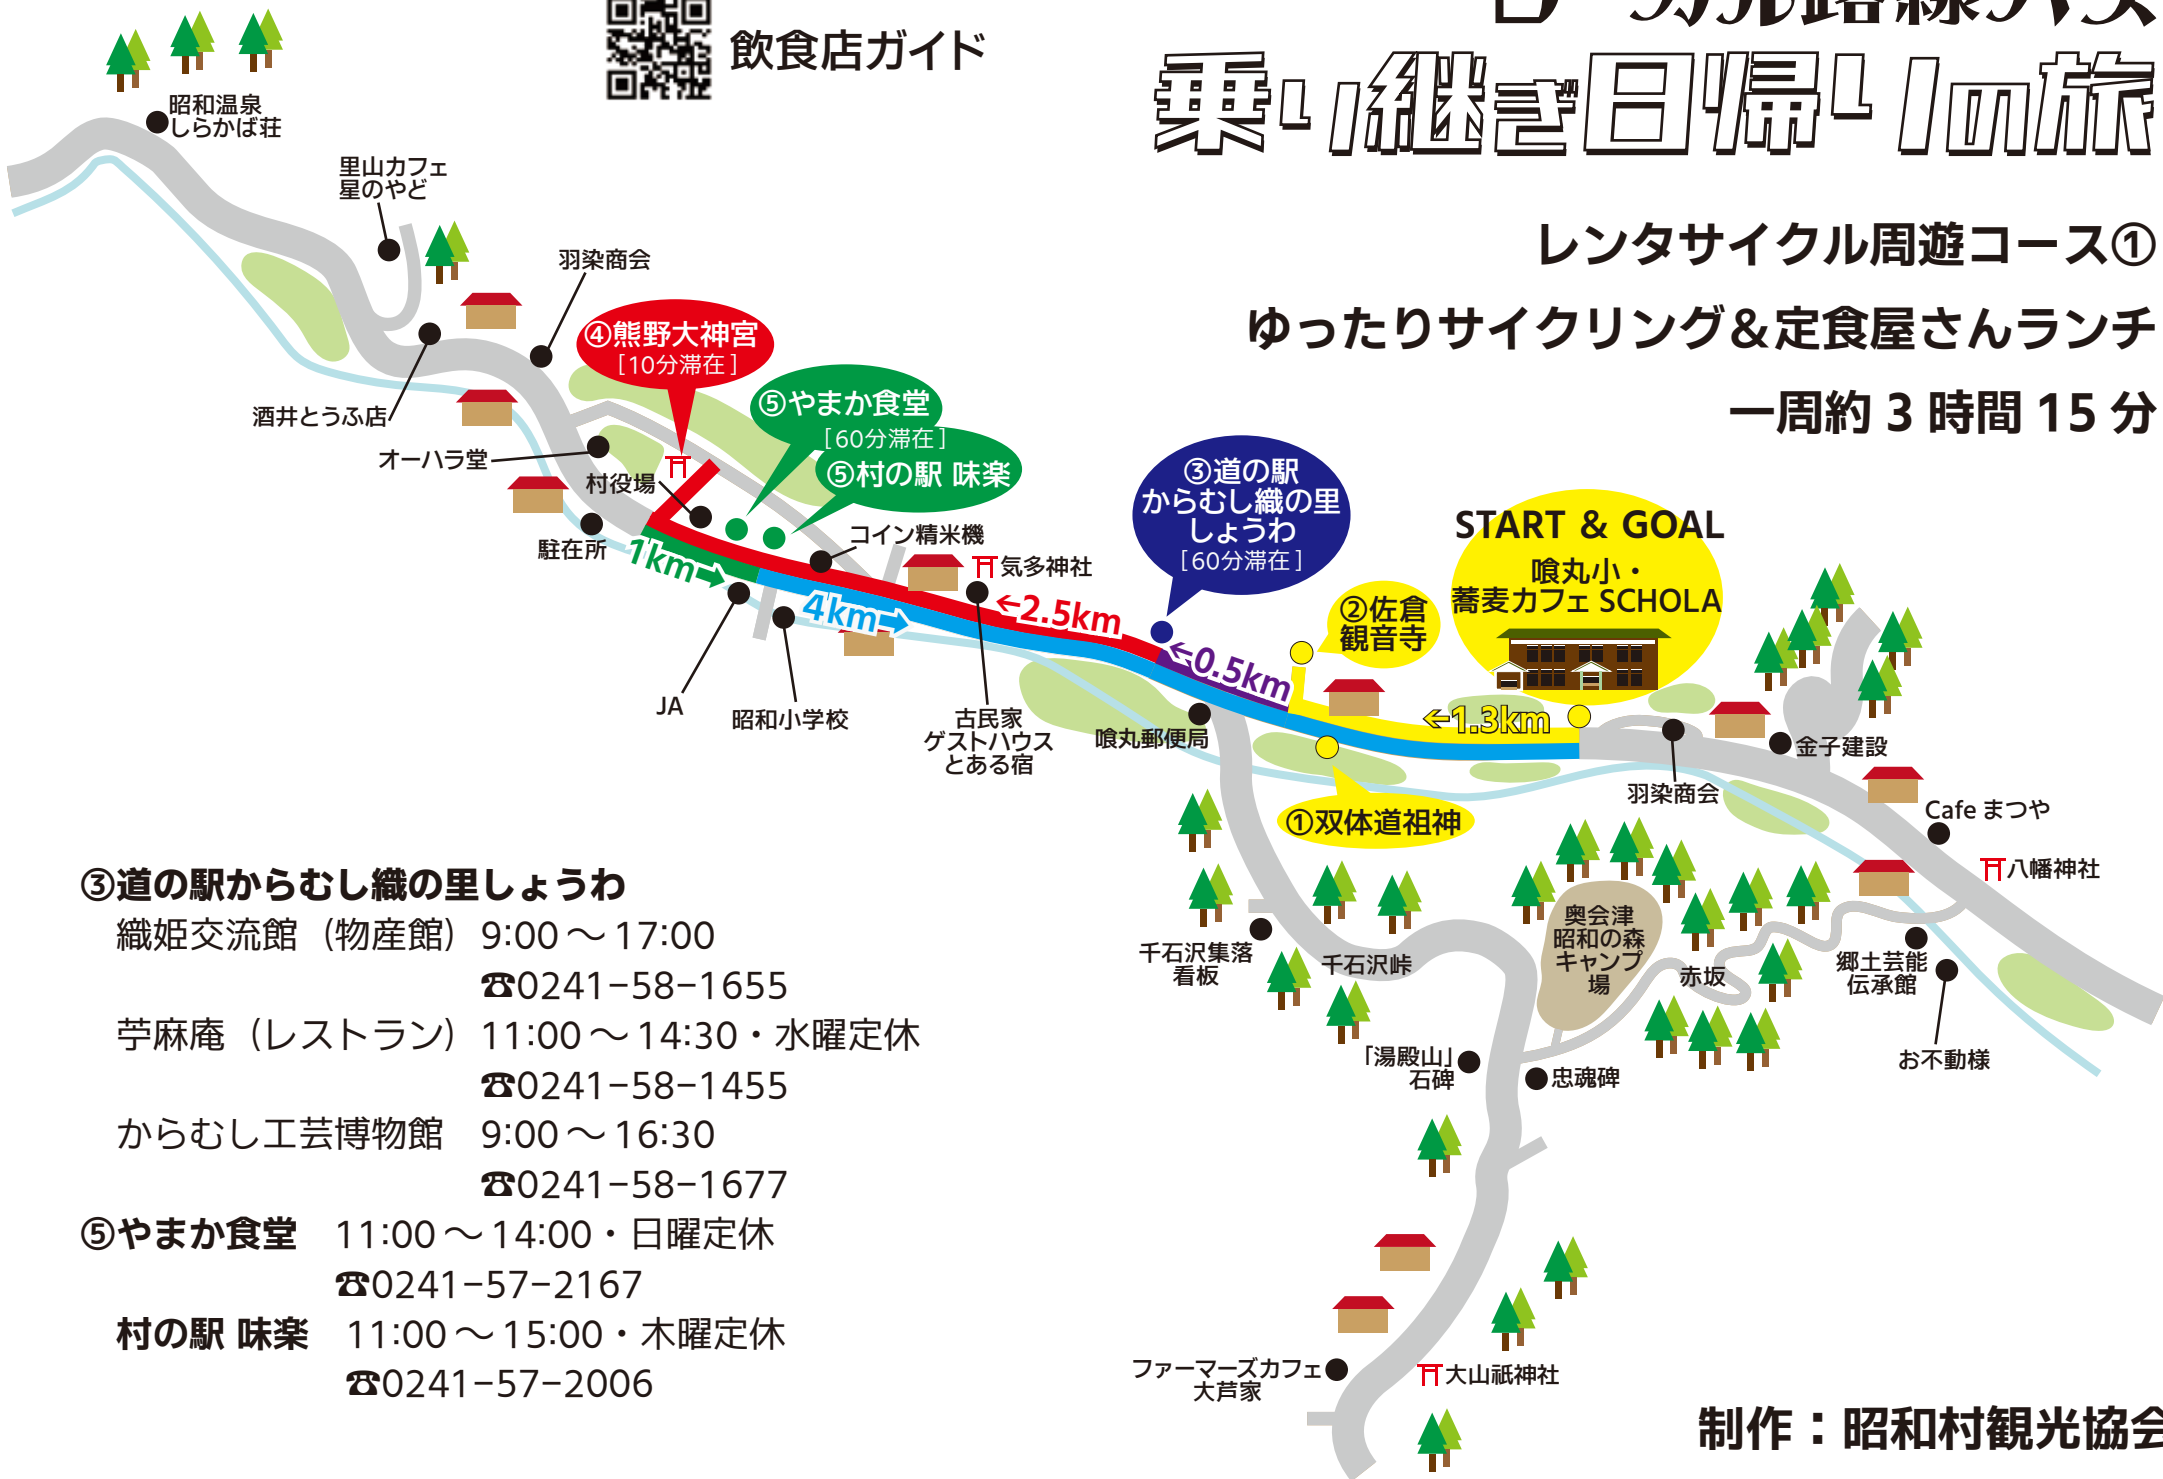 飲食店ガイド
ローカル路線バス
乗り継ぎ日帰りの旅
レンタサイクル周遊コース①
ゆったりサイクリング&定食屋さんランチ
一周約 3 時間 15 分
昭和温泉
しらかば荘
里山カフェ
星のやど
羽染商会
④熊野大神宮
[10分滞在]
⑤やまか食堂
[60分滞在]
⑤村の駅 味楽
酒井とうふ店
オーハラ堂
村役場
駐在所
コイン精米機
気多神社
③道の駅
からむし織の里
しょうわ
[60分滞在]
START & GOAL
喰丸小・
蕎麦カフェ SCHOLA
②佐倉
観音寺
1km→
4km→
←2.5km
←0.5km
←1.3km
JA
昭和小学校
古民家
ゲストハウス
とある宿
喰丸郵便局
①双体道祖神
羽染商会
金子建設
Cafe まつや
八幡神社
奥会津
昭和の森
キャンプ
場
赤坂
郷土芸能
伝承館
お不動様
千石沢集落
看板
千石沢峠
「湯殿山」
石碑
忠魂碑
ファーマーズカフェ
大芦家
大山祇神社
③道の駅からむし織の里しょうわ
織姫交流館（物産館） 9:00～17:00
☎0241−58−1655
苧麻庵（レストラン） 11:00～14:30・水曜定休
☎0241−58−1455
からむし工芸博物館 9:00～16:30
☎0241−58−1677
⑤やまか食堂 11:00～14:00・日曜定休
☎0241−57−2167
村の駅 味楽 11:00～15:00・木曜定休
☎0241−57−2006
制作：昭和村観光協会